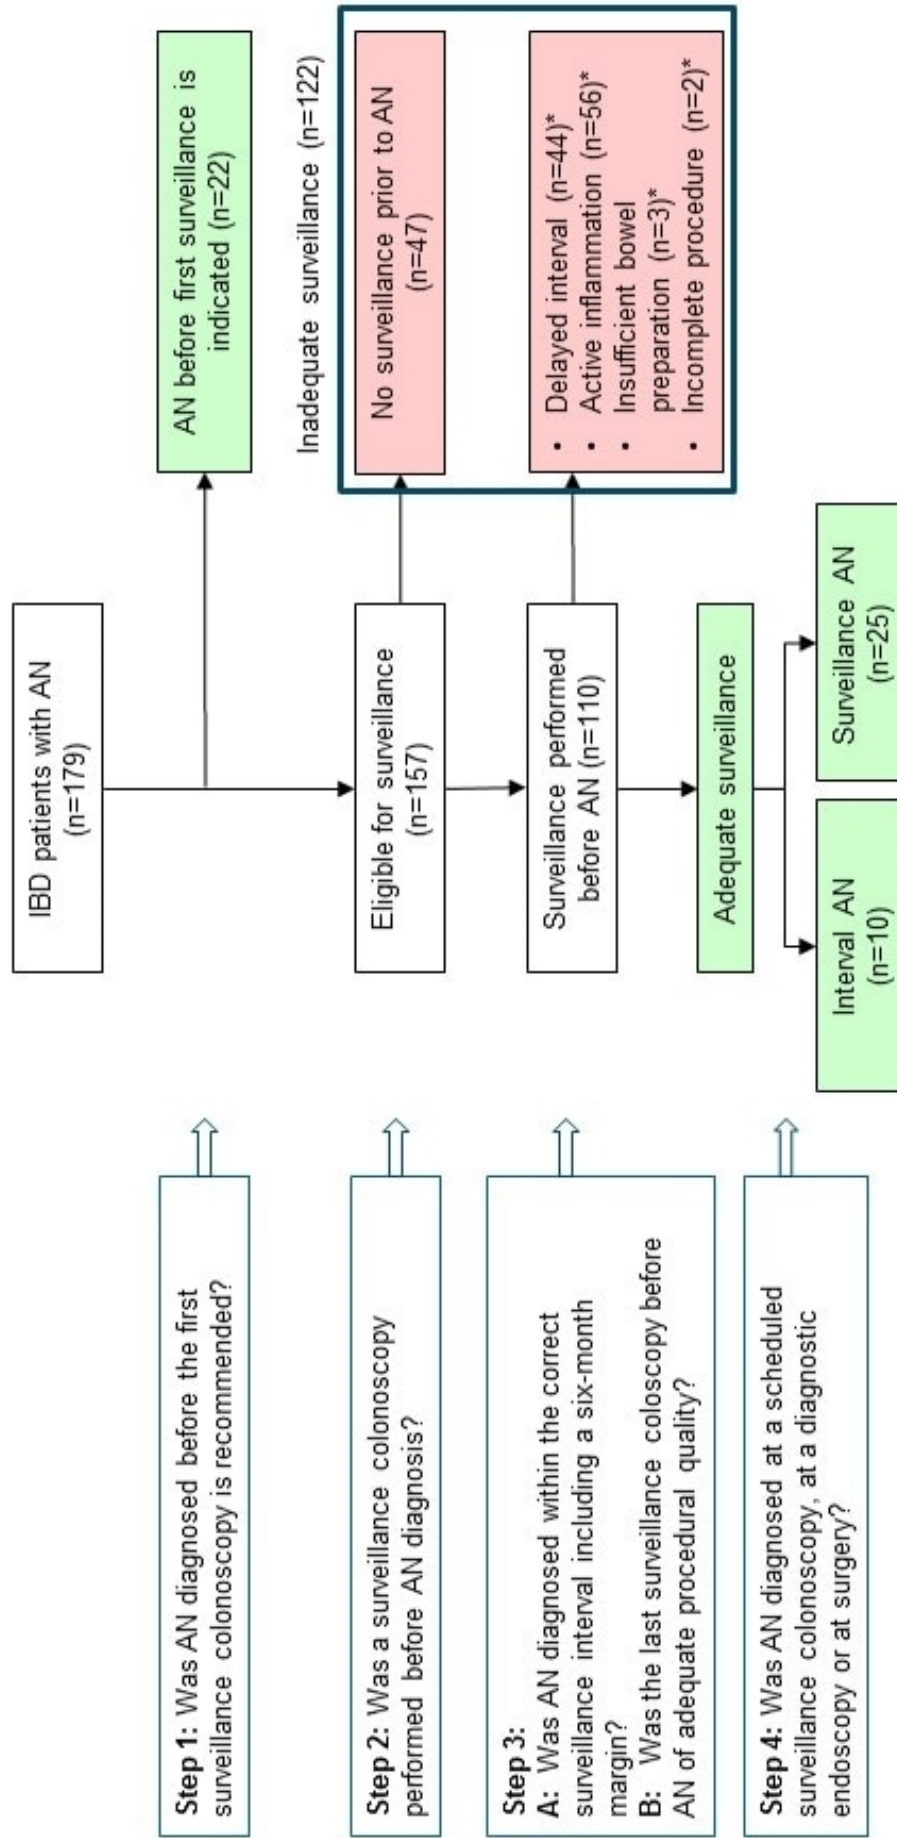 IBD patients with AN
(n=179)
Step 1: Was AN diagnosed before the first
surveillance colonoscopy is recommended?
AN before first surveillance is
indicated (n=22)
Inadequate surveillance (n=122)
Step 2: Was a surveillance colonoscopy
performed before AN diagnosis?
Eligible for surveillance
(n=157)
No surveillance prior to AN
(n=47)
Step 3:
A: Was AN diagnosed within the correct
surveillance interval including a six-month
margin?
B: Was the last surveillance coloscopy before
AN of adequate procedural quality?
Surveillance performed
before AN (n=110)
• Delayed interval (n=44)*
• Active inflammation (n=56)*
• Insufficient bowel
preparation (n=3)*
• Incomplete procedure (n=2)*
Adequate surveillance
Step 4: Was AN diagnosed at a scheduled
surveillance colonoscopy, at a diagnostic
endoscopy or at surgery?
Interval AN
(n=10)
Surveillance AN
(n=25)